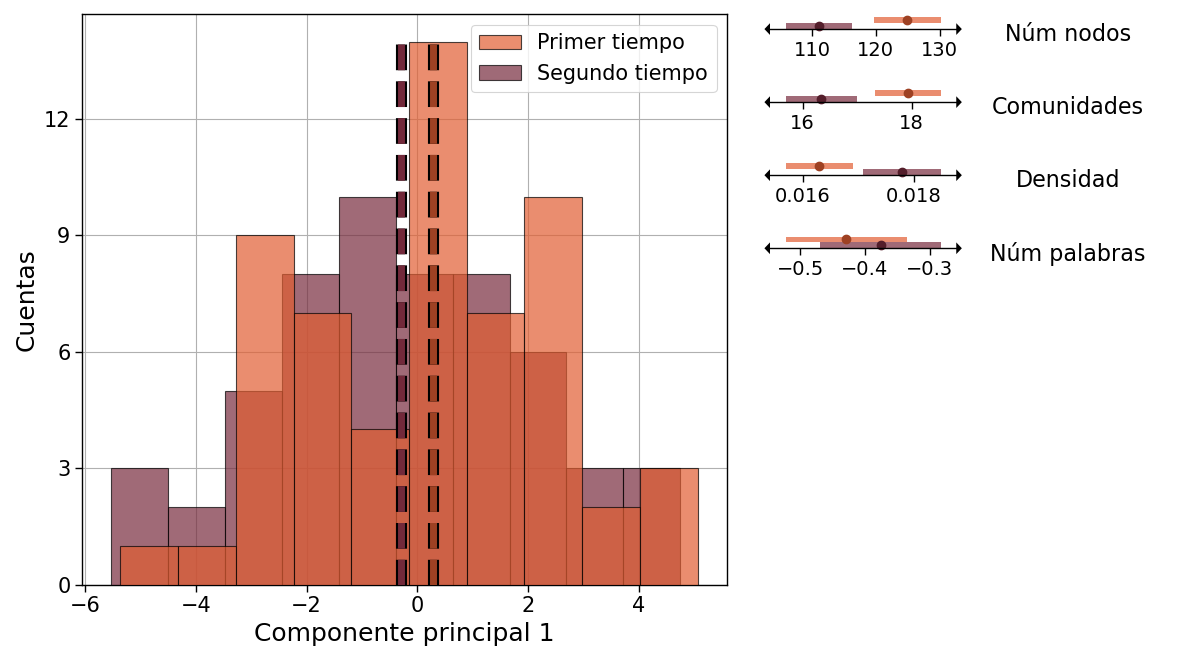 Primer tiempo
Segundo tiempo
12
9
6
3
0
Cuentas
−6 −4 −2 0 2 4
Componente principal 1
110 120 130 Núm nodos
16 18 Comunidades
0.016 0.018 Densidad
−0.5 −0.4 −0.3 Núm palabras